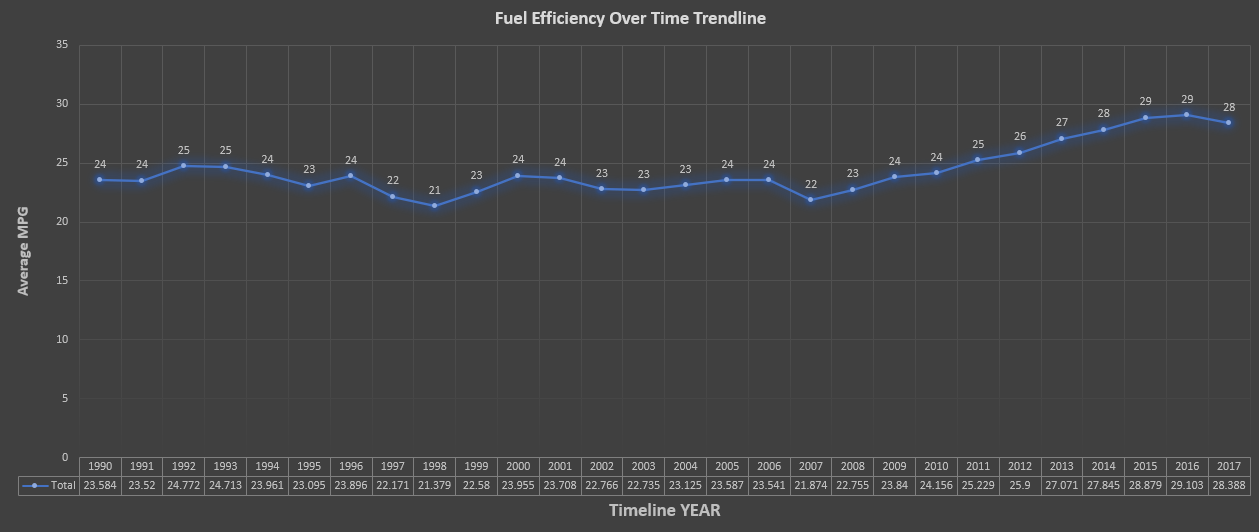 Fuel Efficiency Over Time Trendline
35
30
25
20
15
10
5
0
Average MPG
24 24 25 25 24 23 24 22 21 23 24 24 23 23 23 24 24 22 23 24 24 25 26 27 28 29 29 28
1990 1991 1992 1993 1994 1995 1996 1997 1998 1999 2000 2001 2002 2003 2004 2005 2006 2007 2008 2009 2010 2011 2012 2013 2014 2015 2016 2017
Total 23.584 23.52 24.772 24.713 23.961 23.095 23.896 22.171 21.379 22.58 23.955 23.708 22.766 22.735 23.125 23.587 23.541 21.874 22.755 23.84 24.156 25.229 25.9 27.071 27.845 28.879 29.103 28.388
Timeline YEAR